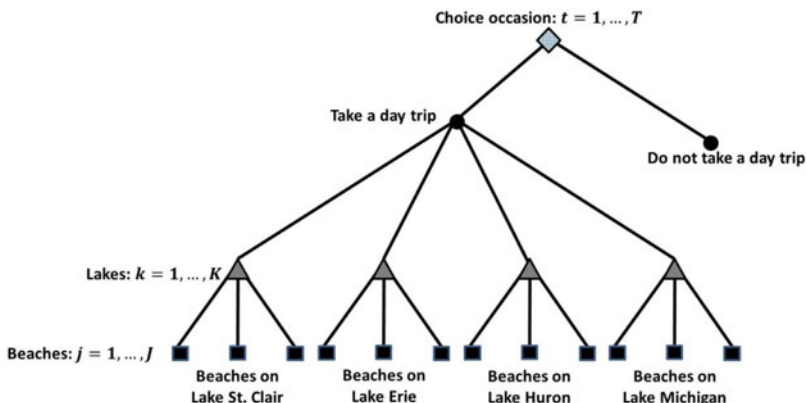 Choice occasion: t = 1, ..., T
Take a day trip
Do not take a day trip
Lakes: k = 1, ..., K
Beaches: j = 1, ..., J
Beaches on
Lake St. Clair
Beaches on
Lake Erie
Beaches on
Lake Huron
Beaches on
Lake Michigan